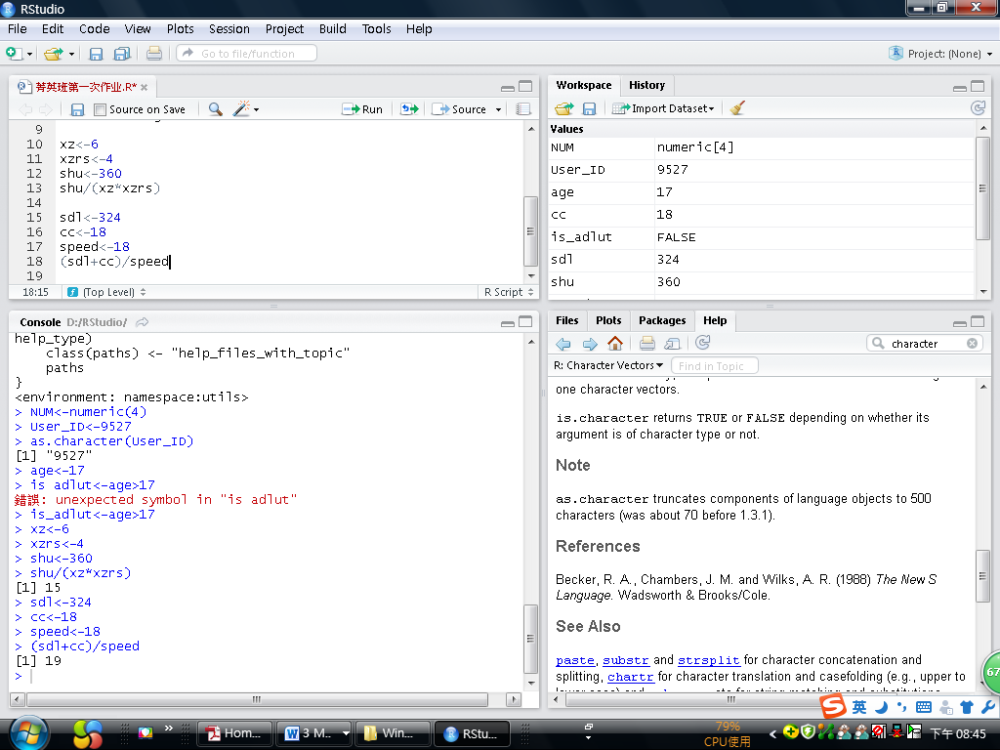 RStudio
File Edit Code View Plots Session Project Build Tools Help
Go to file/function Project: (None)
菁英班第一次作业.R*
Source on Save Run Source
9
10 xz<-6
11 xzrs<-4
12 shu<-360
13 shu/(xz*xzrs)
14
15 sdl<-324
16 cc<-18
17 speed<-18
18 (sdl+cc)/speed
19
18:15 (Top Level) R Script
Workspace History
Import Dataset
Values
NUM numeric[4]
User_ID 9527
age 17
cc 18
is_adlut FALSE
sdl 324
shu 360
Console D:/RStudio/
help_type)
class(paths) <- "help_files_with_topic"
paths
}
<environment: namespace:utils>
> NUM<-numeric(4)
> User_ID<-9527
> as.character(User_ID)
[1] "9527"
> age<-17
> is adlut<-age>17
錯誤: unexpected symbol in "is adlut"
> is_adlut<-age>17
> xz<-6
> xzrs<-4
> shu<-360
> shu/(xz*xzrs)
[1] 15
> sdl<-324
> cc<-18
> speed<-18
> (sdl+cc)/speed
[1] 19
>
Files Plots Packages Help
character
R: Character Vectors Find in Topic
one character vectors.
is.character returns TRUE or FALSE depending on whether its
argument is of character type or not.
Note
as.character truncates components of language objects to 500
characters (was about 70 before 1.3.1).
References
Becker, R. A., Chambers, J. M. and Wilks, A. R. (1988) The New S
Language. Wadsworth & Brooks/Cole.
See Also
paste, substr and strsplit for character concatenation and
splitting, chartr for character translation and casefolding (e.g., upper to
67
英
Hom... 3 M... Win... RStu...
79%
CPU使用
下午 08:45